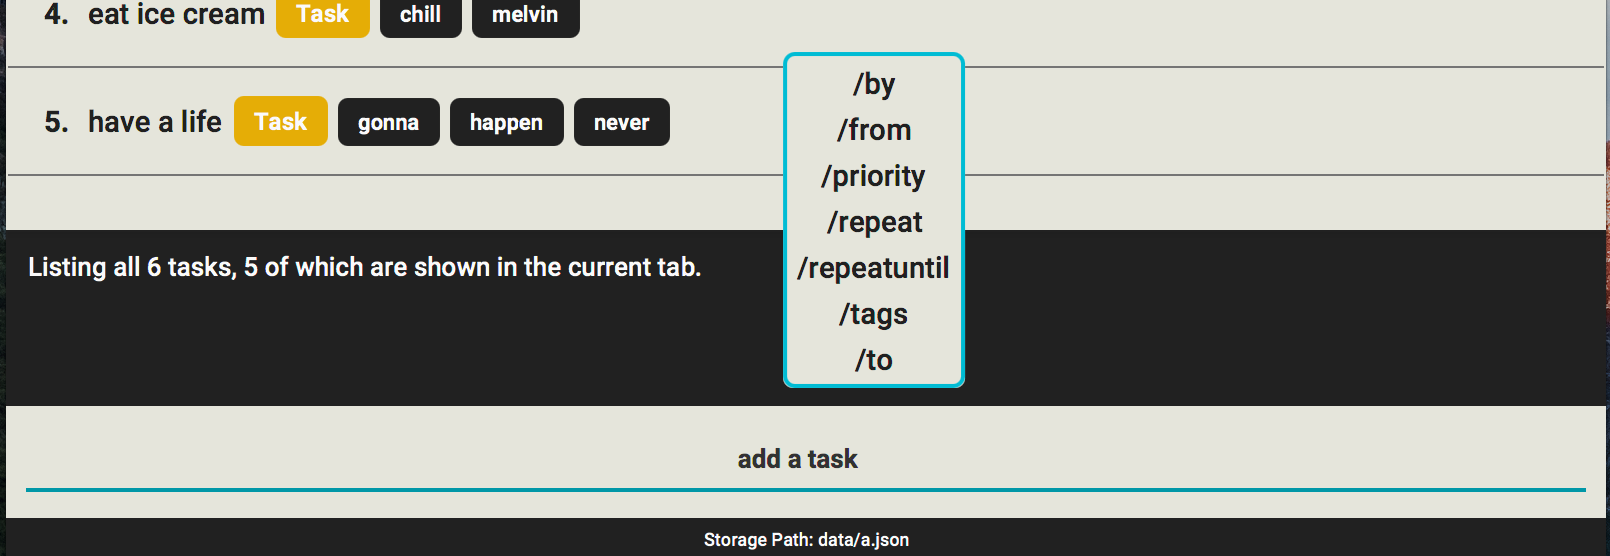 4. eat ice cream Task chill melvin
5. have a life Task gonna happen never
/by
/from
/priority
/repeat
/repeatuntil
/tags
/to
Listing all 6 tasks, 5 of which are shown in the current tab.
add a task
Storage Path: data/a.json